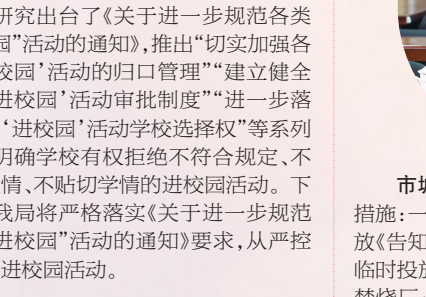 研究出台了《关于进一步规范各类
园”活动的通知》，推出“切实加强各
校园’活动的归口管理”“建立健全
进校园’活动审批制度”“进一步落
‘进校园’活动学校选择权”等系列
明确学校有权拒绝不符合规定、不
情、不贴切学情的进校园活动。下
我局将严格落实《关于进一步规范
进校园”活动的通知》要求，从严控
进校园活动。
市城
措施：一
放《告知
临时投放